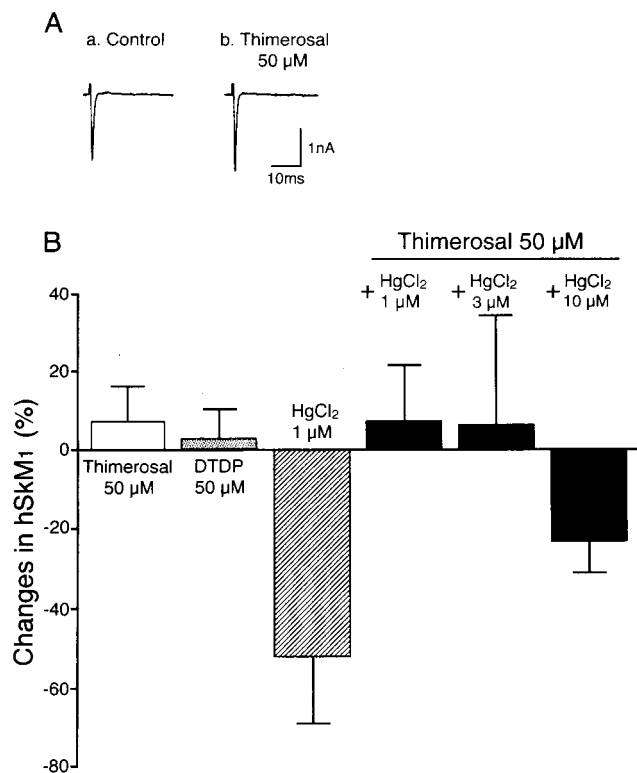 A
a. Control
b. Thimerosal
50 µM
1nA
10ms
B
Thimerosal 50 µM
+ HgCl₂
1 µM
+ HgCl₂
3 µM
+ HgCl₂
10 µM
Changes in hSkM1 (%)
40
20
0
-20
-40
-60
-80
Thimerosal
50 µM
DTDP
50 µM
HgCl₂
1 µM